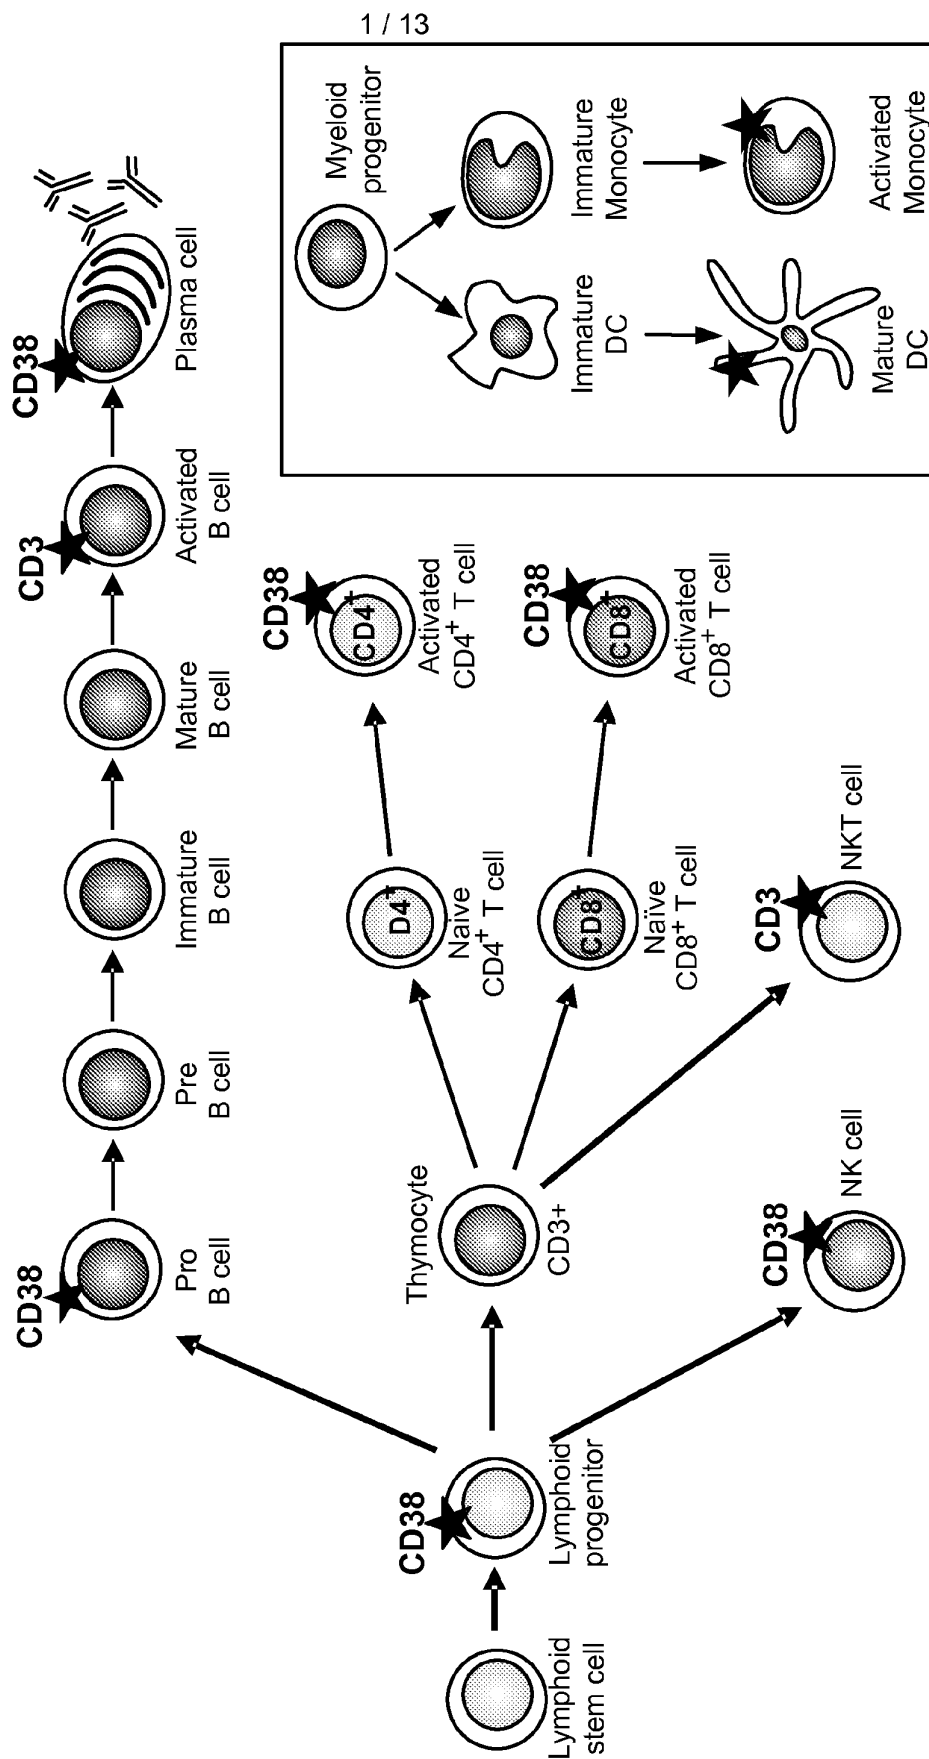 1 / 13
CD38
Pro
B cell
Pre
B cell
Immature
B cell
Mature
B cell
CD3
Activated
B cell
CD38
Plasma cell
Lymphoid
stem cell
CD38
Lymphoid
progenitor
Thymocyte
CD3+
D4+
Naïve
CD4+ T cell
CD38
CD4+
Activated
CD4+ T cell
CD8+
Naïve
CD8+ T cell
CD38
CD8+
Activated
CD8+ T cell
CD38
NK cell
CD3
NKT cell
Myeloid
progenitor
Immature
DC
Immature
Monocyte
Mature
DC
Activated
Monocyte